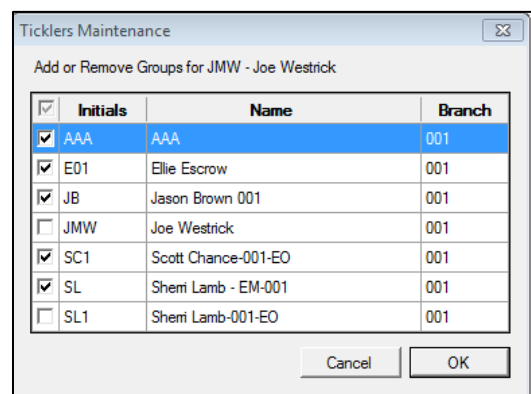 Ticklers Maintenance
Add or Remove Groups for JMW - Joe Westrick
Initials Name Branch
AAA AAA 001
E01 Ellie Escrow 001
JB Jason Brown 001 001
JMW Joe Westrick 001
SC1 Scott Chance-001-EO 001
SL Sherri Lamb - EM-001 001
SL1 Sherri Lamb-001-EO 001
Cancel OK